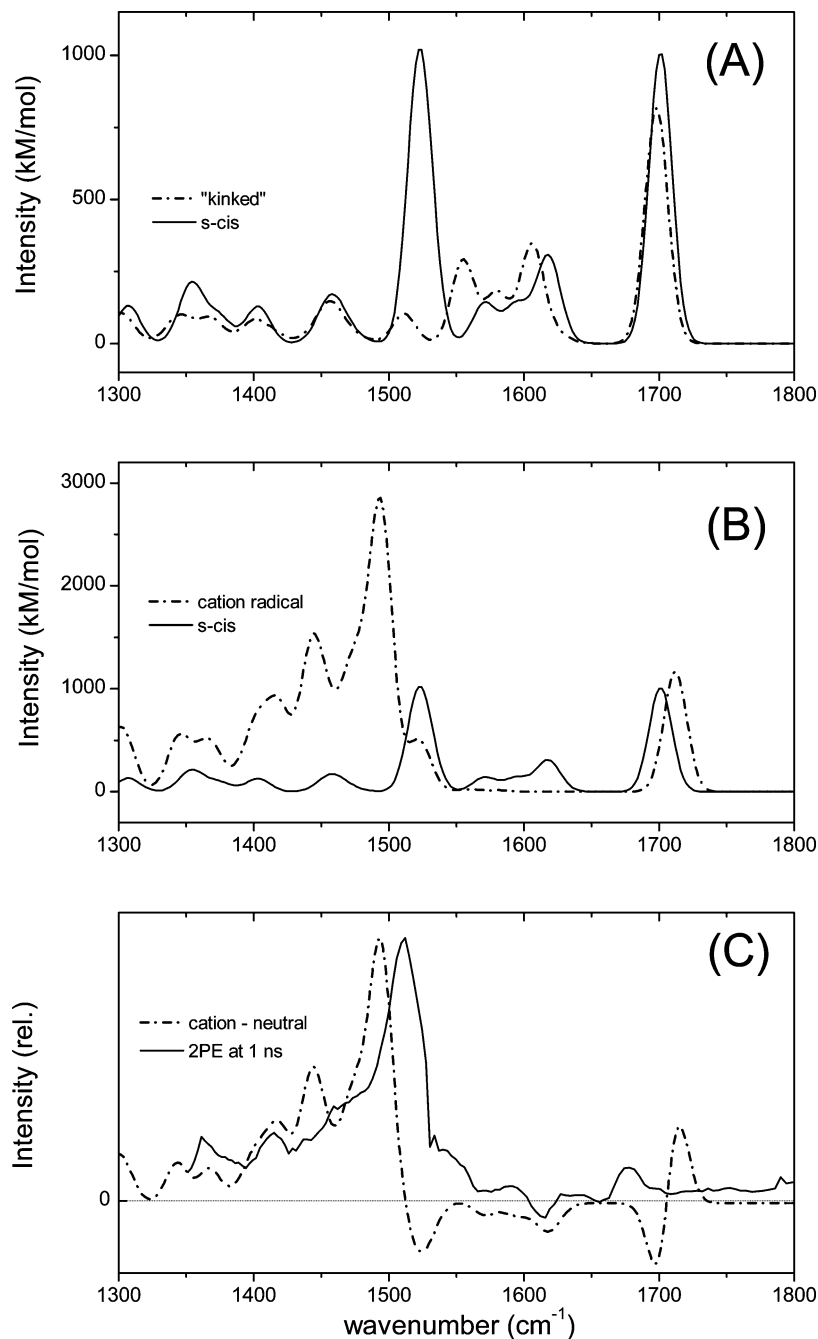 (A)
1000
500
0
Intensity (kM/mol)
"kinked"
s-cis
1300 1400 1500 1600 1700 1800
(B)
3000
2000
1000
0
Intensity (kM/mol)
cation radical
s-cis
1300 1400 1500 1600 1700 1800
(C)
0
Intensity (rel.)
cation - neutral
2PE at 1 ns
1300 1400 1500 1600 1700 1800
wavenumber (cm⁻¹)